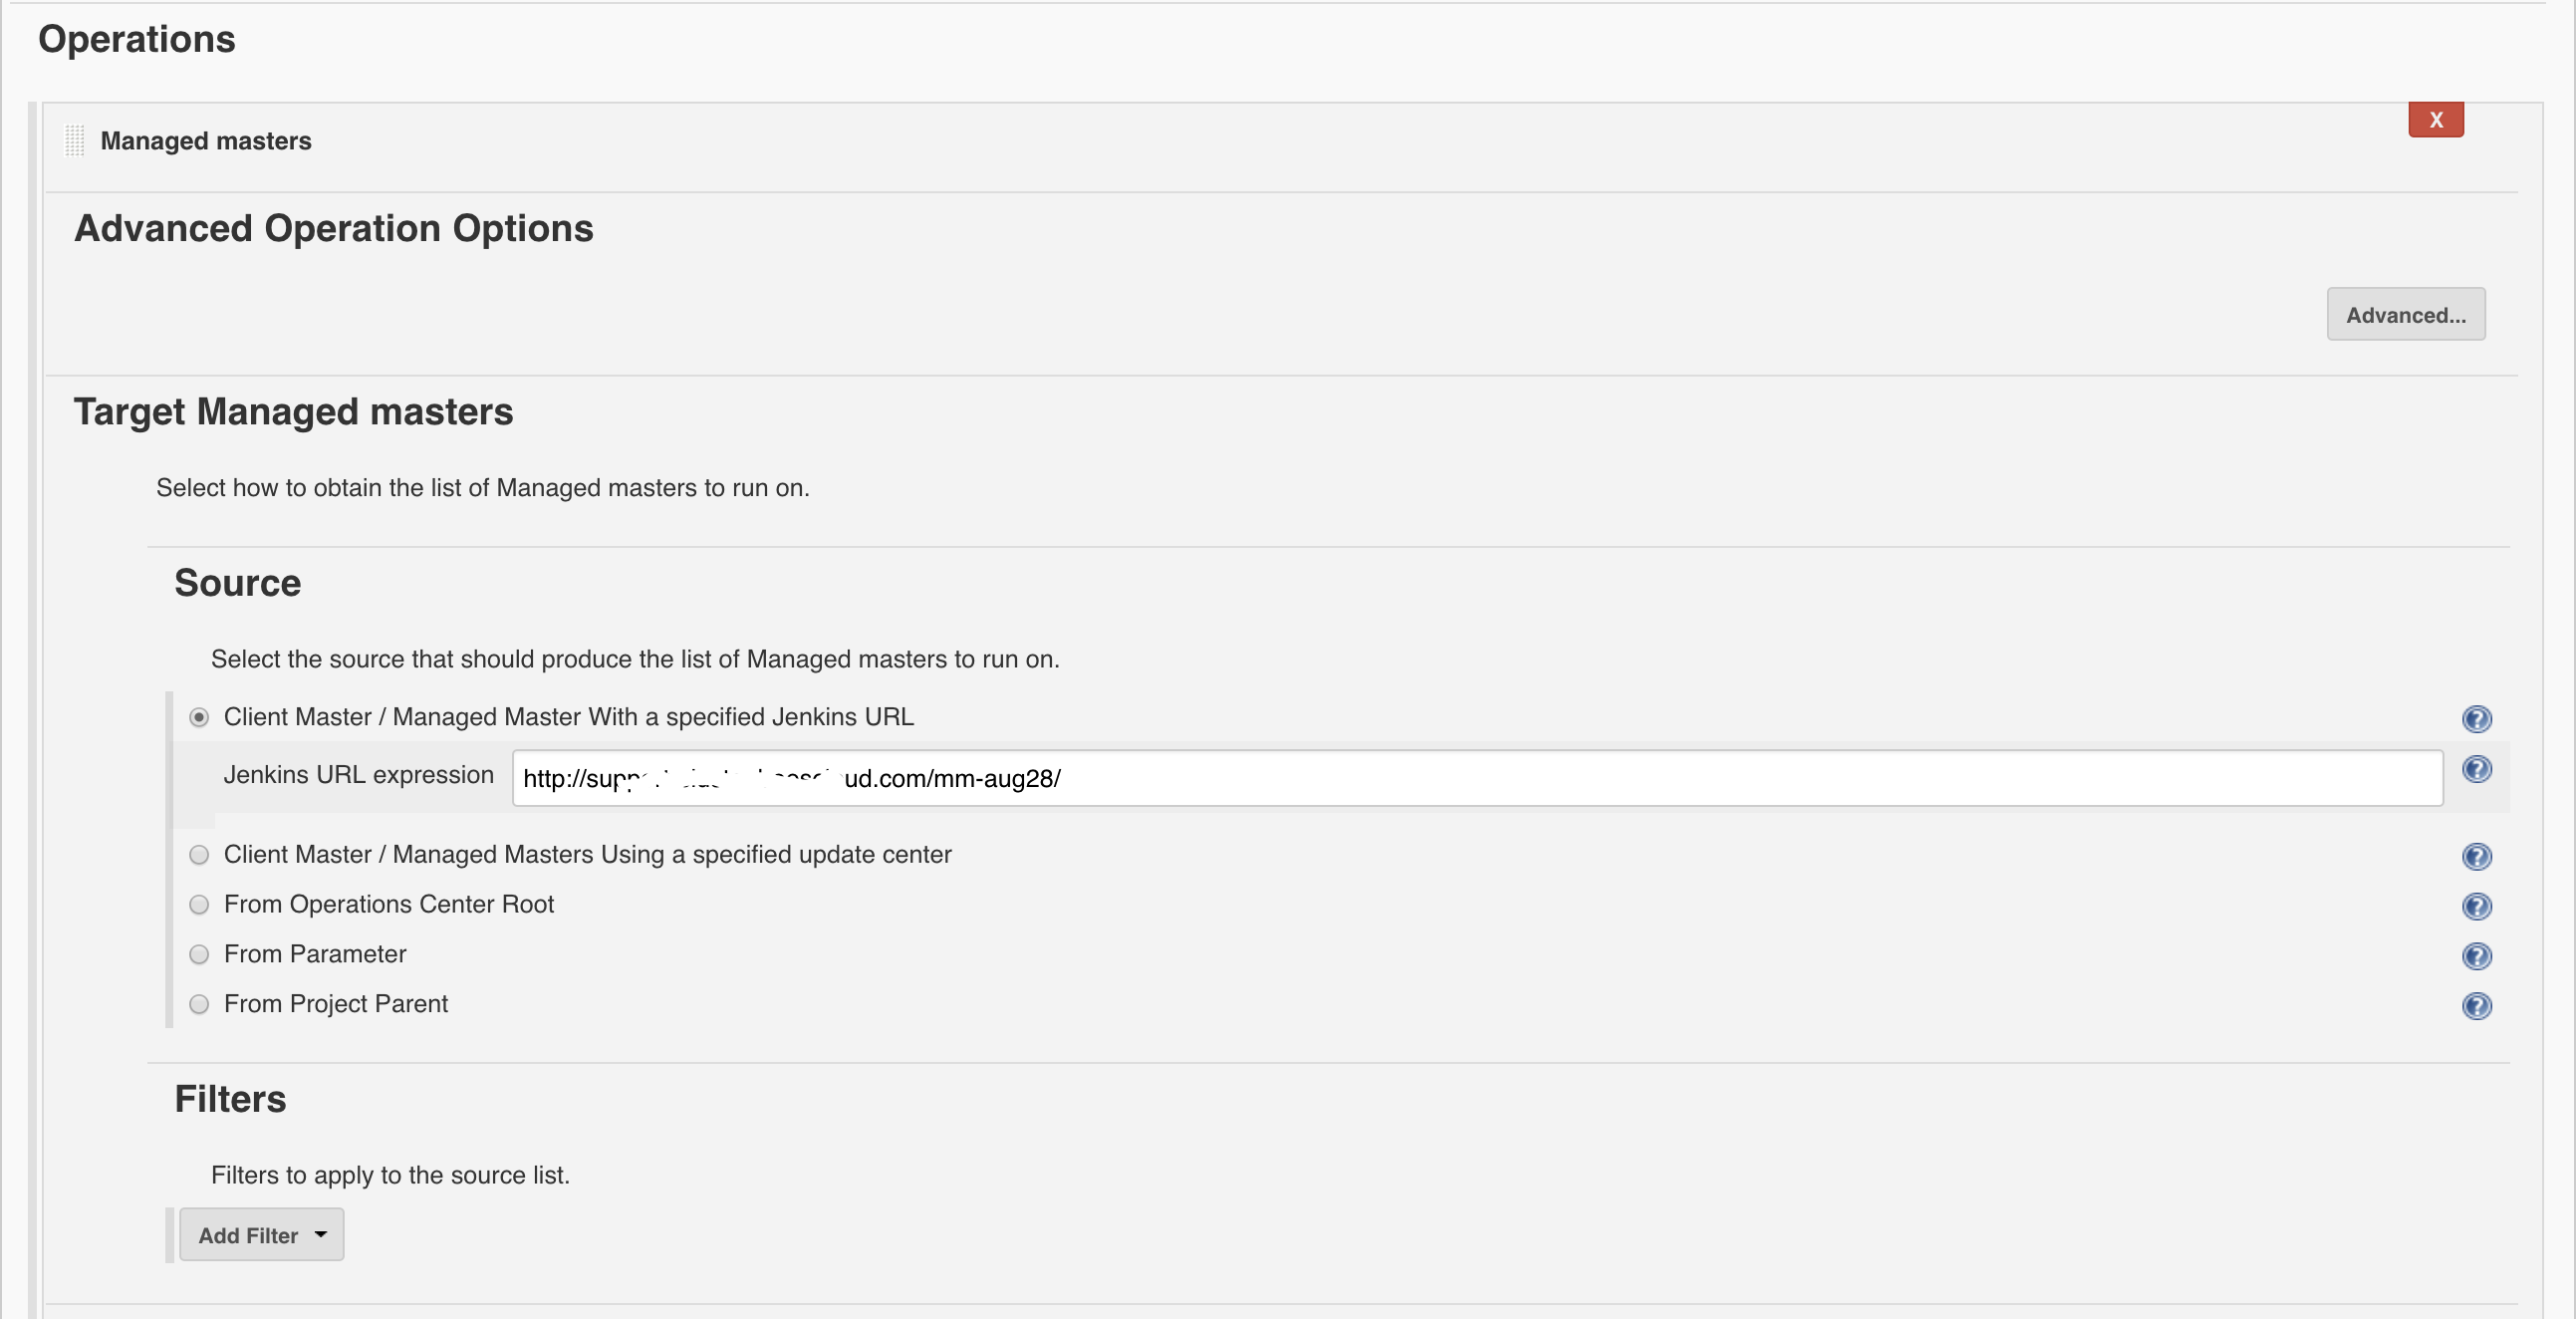 Operations
Managed masters
X
Advanced Operation Options
Advanced...
Target Managed masters
Select how to obtain the list of Managed masters to run on.
Source
Select the source that should produce the list of Managed masters to run on.
Client Master / Managed Master With a specified Jenkins URL
?
Jenkins URL expression
ud.com/mm-aug28/
?
Client Master / Managed Masters Using a specified update center
?
From Operations Center Root
?
From Parameter
?
From Project Parent
?
Filters
Filters to apply to the source list.
Add Filter